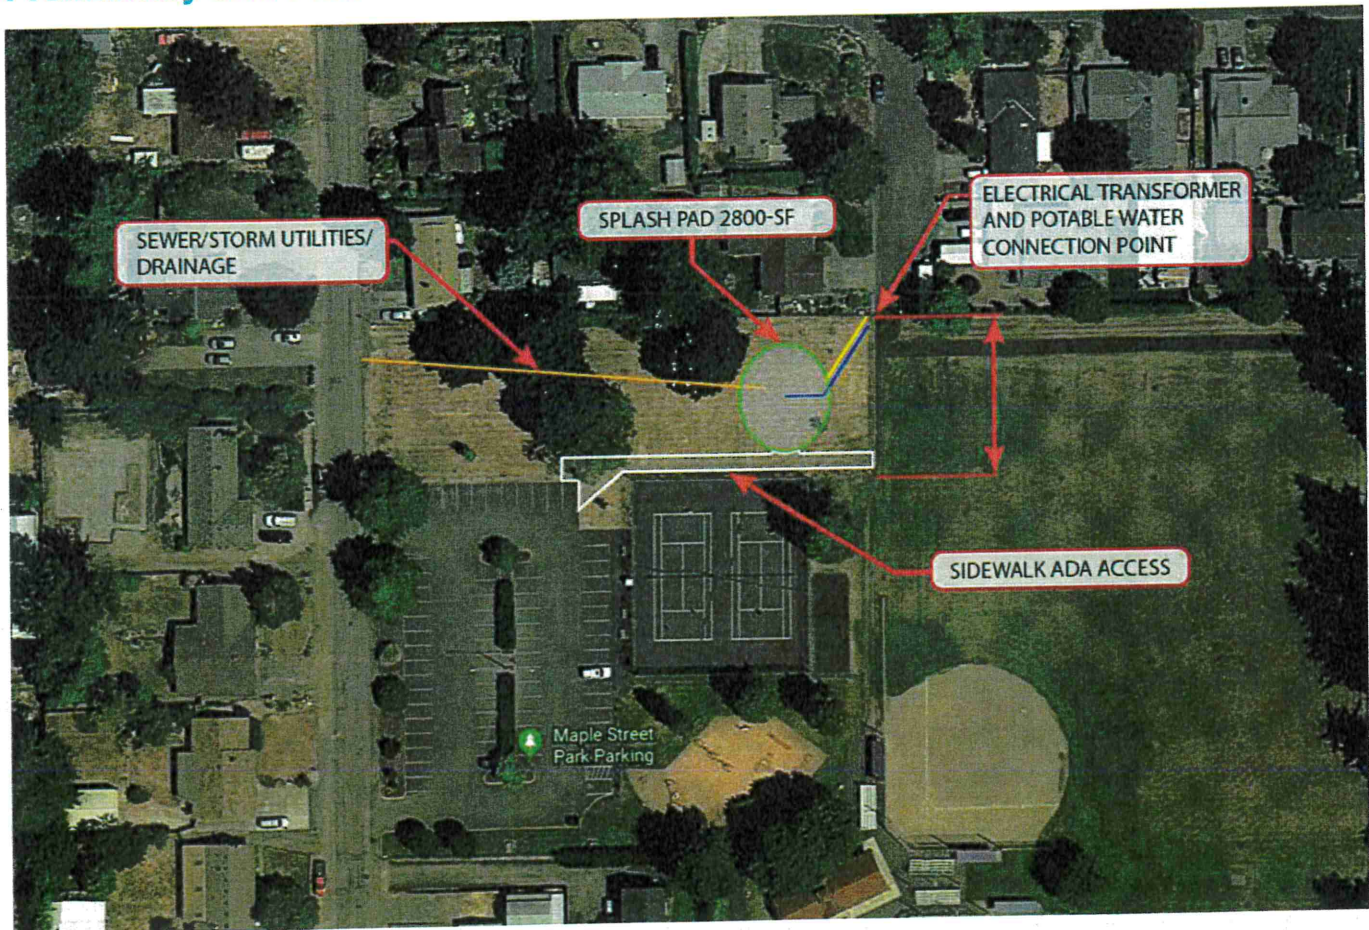 SEWER/STORM UTILITIES/
DRAINAGE
SPLASH PAD 2800-SF
ELECTRICAL TRANSFORMER
AND POTABLE WATER
CONNECTION POINT
SIDEWALK ADA ACCESS
Maple Street
Park Parking